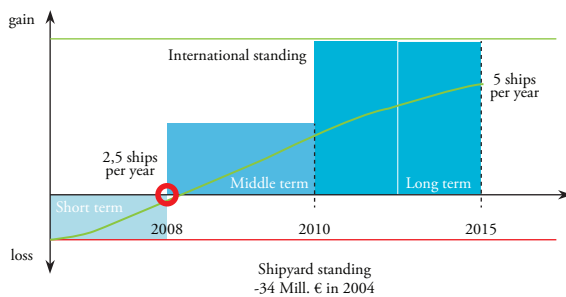 gain
International standing
5 ships
per year
2,5 ships
per year
Middle term
Long term
Short term
2008
2010
2015
loss
Shipyard standing
-34 Mill. € in 2004